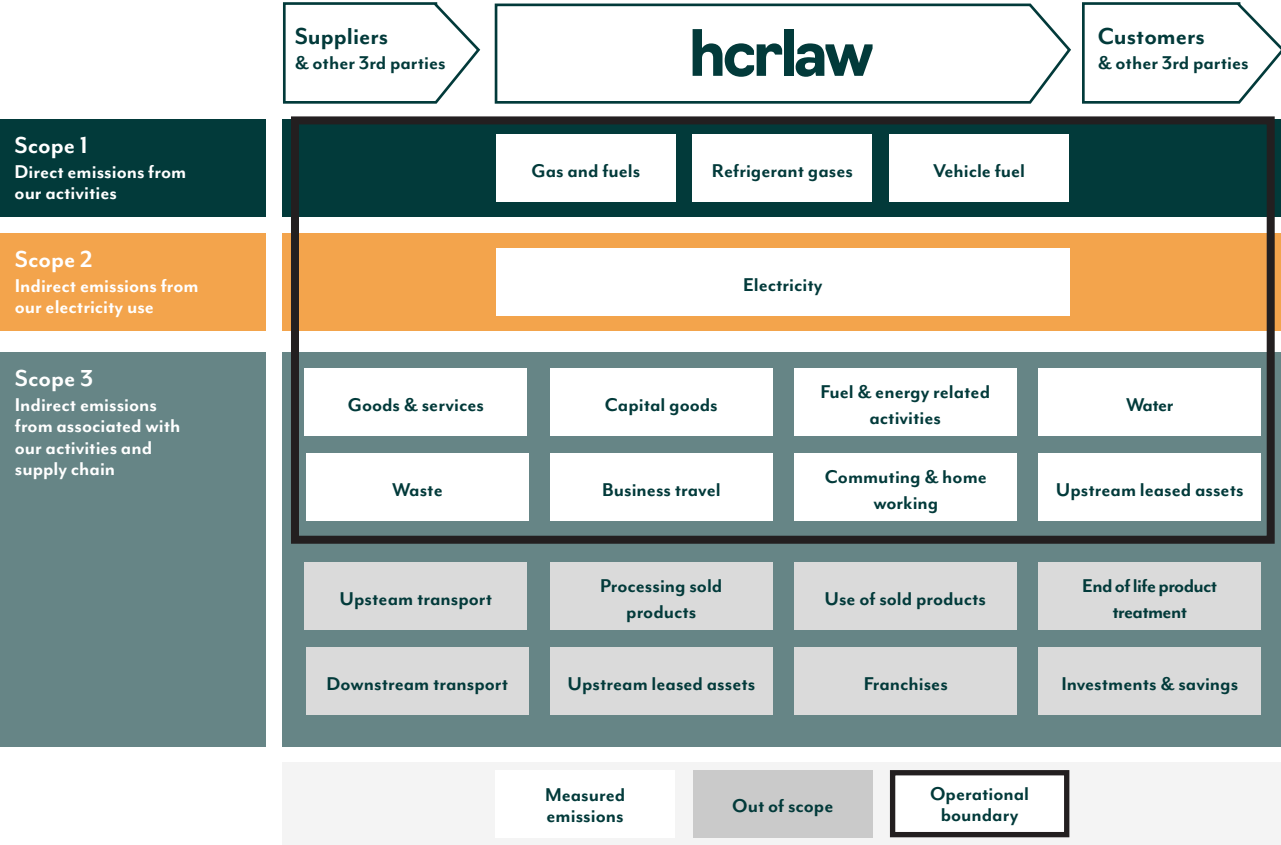 Suppliers
& other 3rd parties
hcrlaw
Customers
& other 3rd parties
Scope 1
Direct emissions from
our activities
Gas and fuels
Refrigerant gases
Vehicle fuel
Scope 2
Indirect emissions from
our electricity use
Electricity
Scope 3
Indirect emissions
from associated with
our activities and
supply chain
Goods & services
Capital goods
Fuel & energy related
activities
Water
Waste
Business travel
Commuting & home
working
Upstream leased assets
Upsteam transport
Processing sold
products
Use of sold products
End of life product
treatment
Downstream transport
Upstream leased assets
Franchises
Investments & savings
Measured
emissions
Out of scope
Operational
boundary